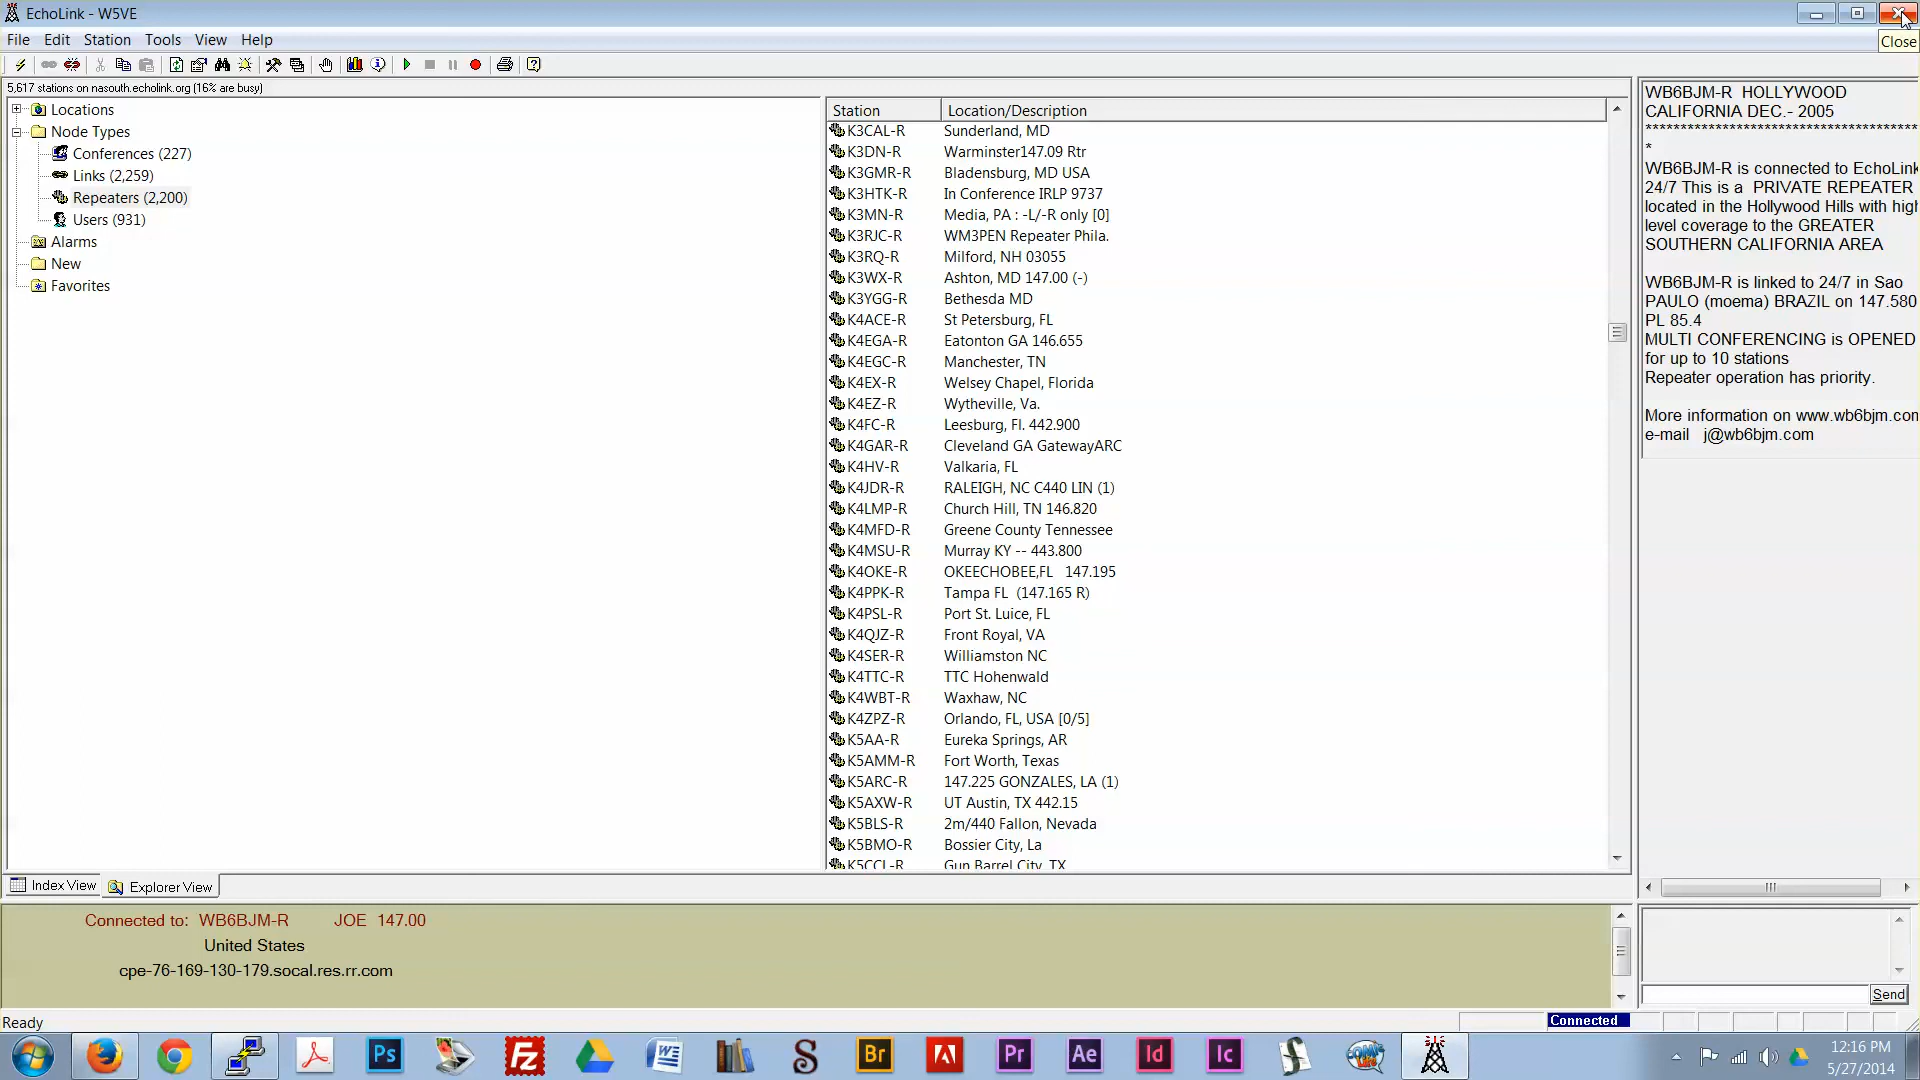 EchoLink - W5VE
Close
File Edit Station Tools View Help
5,617 stations on nasouth.echolink.org (16% are busy)
Locations
Node Types
Conferences (227)
Links (2,259)
Repeaters (2,200)
Users (931)
Alarms
New
Favorites
Station Location/Description
K3CAL-R Sunderland, MD
K3DN-R Warminster147.09 Rtr
K3GMR-R Bladensburg, MD USA
K3HTK-R In Conference IRLP 9737
K3MN-R Media, PA : -L/-R only [0]
K3RJC-R WM3PEN Repeater Phila.
K3RQ-R Milford, NH 03055
K3WX-R Ashton, MD 147.00 (-)
K3YGG-R Bethesda MD
K4ACE-R St Petersburg, FL
K4EGA-R Eatonton GA 146.655
K4EGC-R Manchester, TN
K4EX-R Welsey Chapel, Florida
K4EZ-R Wytheville, Va.
K4FC-R Leesburg, Fl. 442.900
K4GAR-R Cleveland GA GatewayARC
K4HV-R Valkaria, FL
K4JDR-R RALEIGH, NC C440 LIN (1)
K4LMP-R Church Hill, TN 146.820
K4MFD-R Greene County Tennessee
K4MSU-R Murray KY -- 443.800
K4OKE-R OKEECHOBEE,FL 147.195
K4PPK-R Tampa FL (147.165 R)
K4PSL-R Port St. Luice, FL
K4QJZ-R Front Royal, VA
K4SER-R Williamston NC
K4TTC-R TTC Hohenwald
K4WBT-R Waxhaw, NC
K4ZPZ-R Orlando, FL, USA [0/5]
K5AA-R Eureka Springs, AR
K5AMM-R Fort Worth, Texas
K5ARC-R 147.225 GONZALES, LA (1)
K5AXW-R UT Austin, TX 442.15
K5BLS-R 2m/440 Fallon, Nevada
K5BMO-R Bossier City, La
K5CCL-R Gun Barrel City, TX
WB6BJM-R HOLLYWOOD
CALIFORNIA DEC.- 2005
****************************************
*
WB6BJM-R is connected to EchoLink
24/7 This is a PRIVATE REPEATER
located in the Hollywood Hills with high
level coverage to the GREATER
SOUTHERN CALIFORNIA AREA
WB6BJM-R is linked to 24/7 in Sao
PAULO (moema) BRAZIL on 147.580
PL 85.4
MULTI CONFERENCING is OPENED
for up to 10 stations
Repeater operation has priority.
More information on www.wb6bjm.com
e-mail j@wb6bjm.com
Index View Explorer View
Connected to: WB6BJM-R JOE 147.00
United States
cpe-76-169-130-179.socal.res.rr.com
Send
Ready
Connected
Ps
Fz
W
S
Br
A
Pr
Ae
Id
Ic
f
COMIC LIFE
12:16 PM
5/27/2014